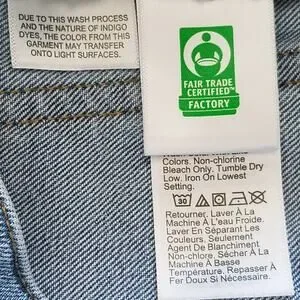 DUE TO THIS WASH PROCESS
AND THE NATURE OF INDIGO
DYES, THE COLOR FROM THIS
GARMENT MAY TRANSFER
ONTO LIGHT SURFACES.
FAIR TRADE
CERTIFIED™
FACTORY
Colors. Non-chlorine
Bleach Only. Tumble Dry
Low. Iron On Lowest
Setting.
30
Retourner. Laver À La
Machine À L'eau Froide.
Laver En Séparant Les
Couleurs. Seulement
Agent De Blanchiment
Non-chlore. Sécher À La
Machine À Basse
Température. Repasser À
Fer Doux Si Nécessaire.